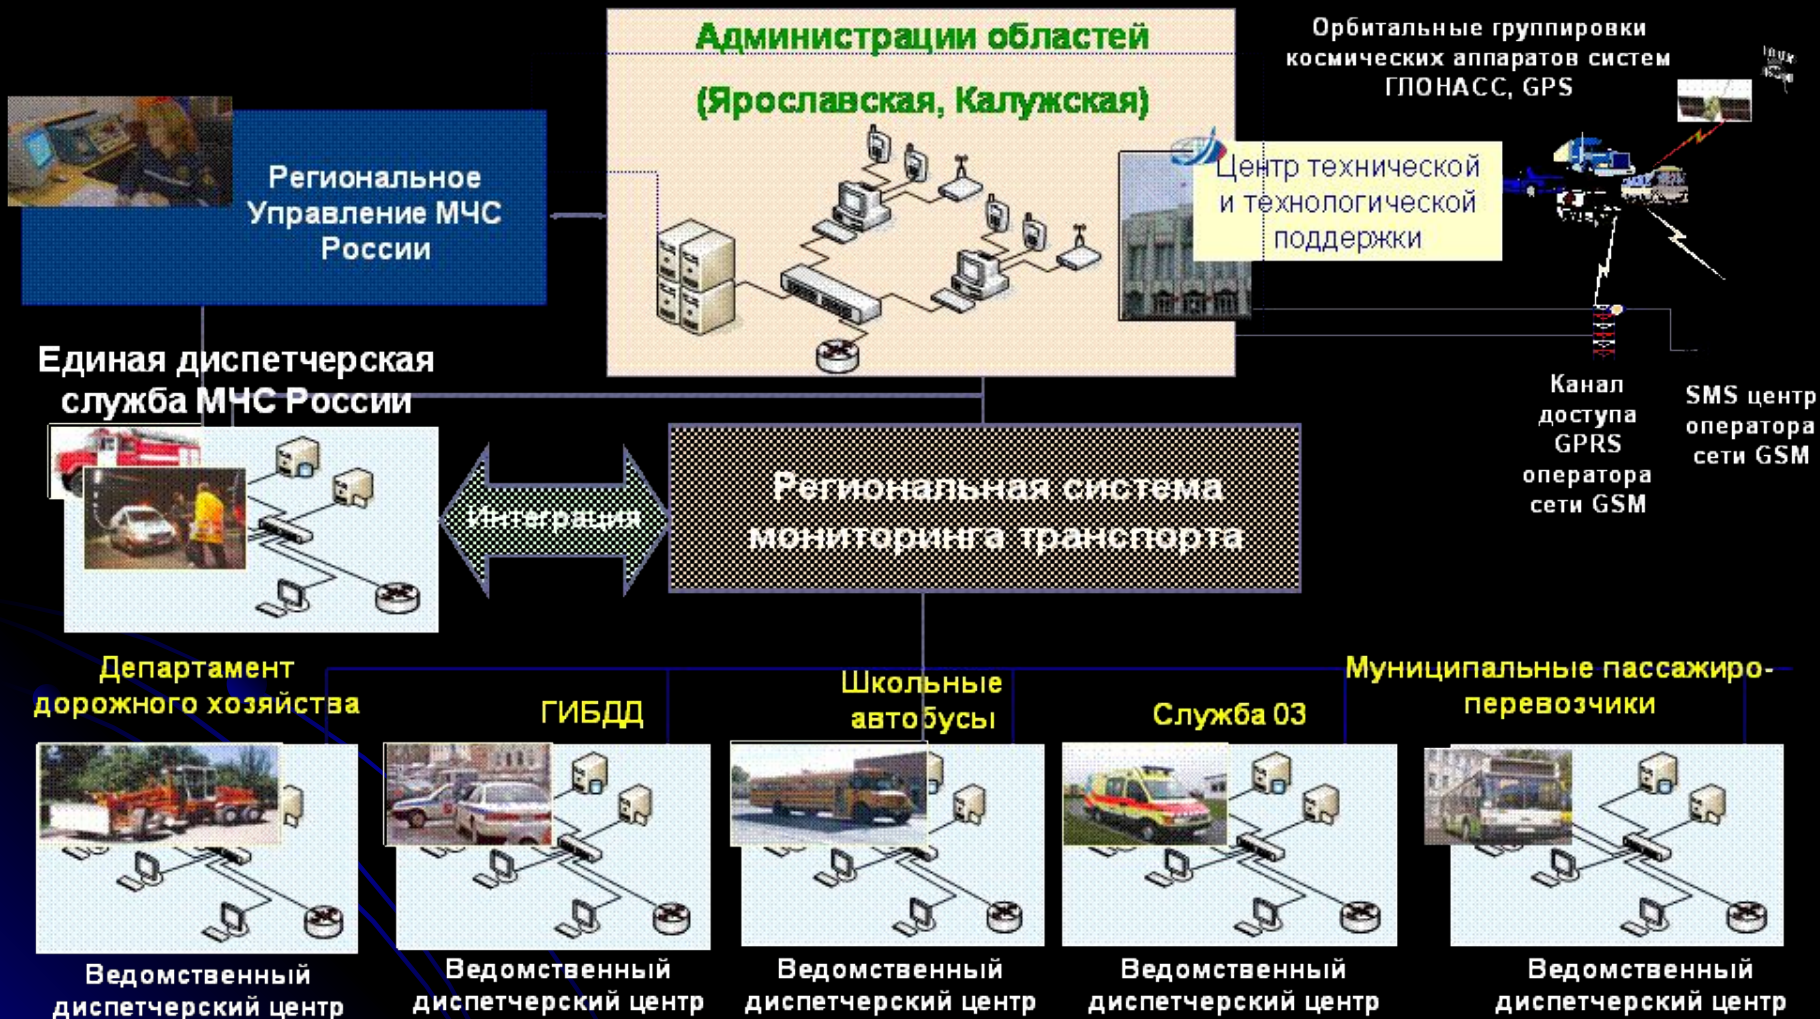 Администрации областей
(Ярославская, Калужская)
Орбитальные группировки
космических аппаратов систем
ГЛОНАСС, GPS
Региональное
Управление МЧС
России
Центр технической
и технологической
поддержки
Единая диспетчерская
служба МЧС России
Канал
доступа
GPRS
оператора
сети GSM
SMS центр
оператора
сети GSM
Интеграция
Региональная система
мониторинга транспорта
Департамент
дорожного хозяйства
ГИБДД
Школьные
автобусы
Служба 03
Муниципальные пассажиро-
перевозчики
Ведомственный
диспетчерский центр
Ведомственный
диспетчерский центр
Ведомственный
диспетчерский центр
Ведомственный
диспетчерский центр
Ведомственный
диспетчерский центр